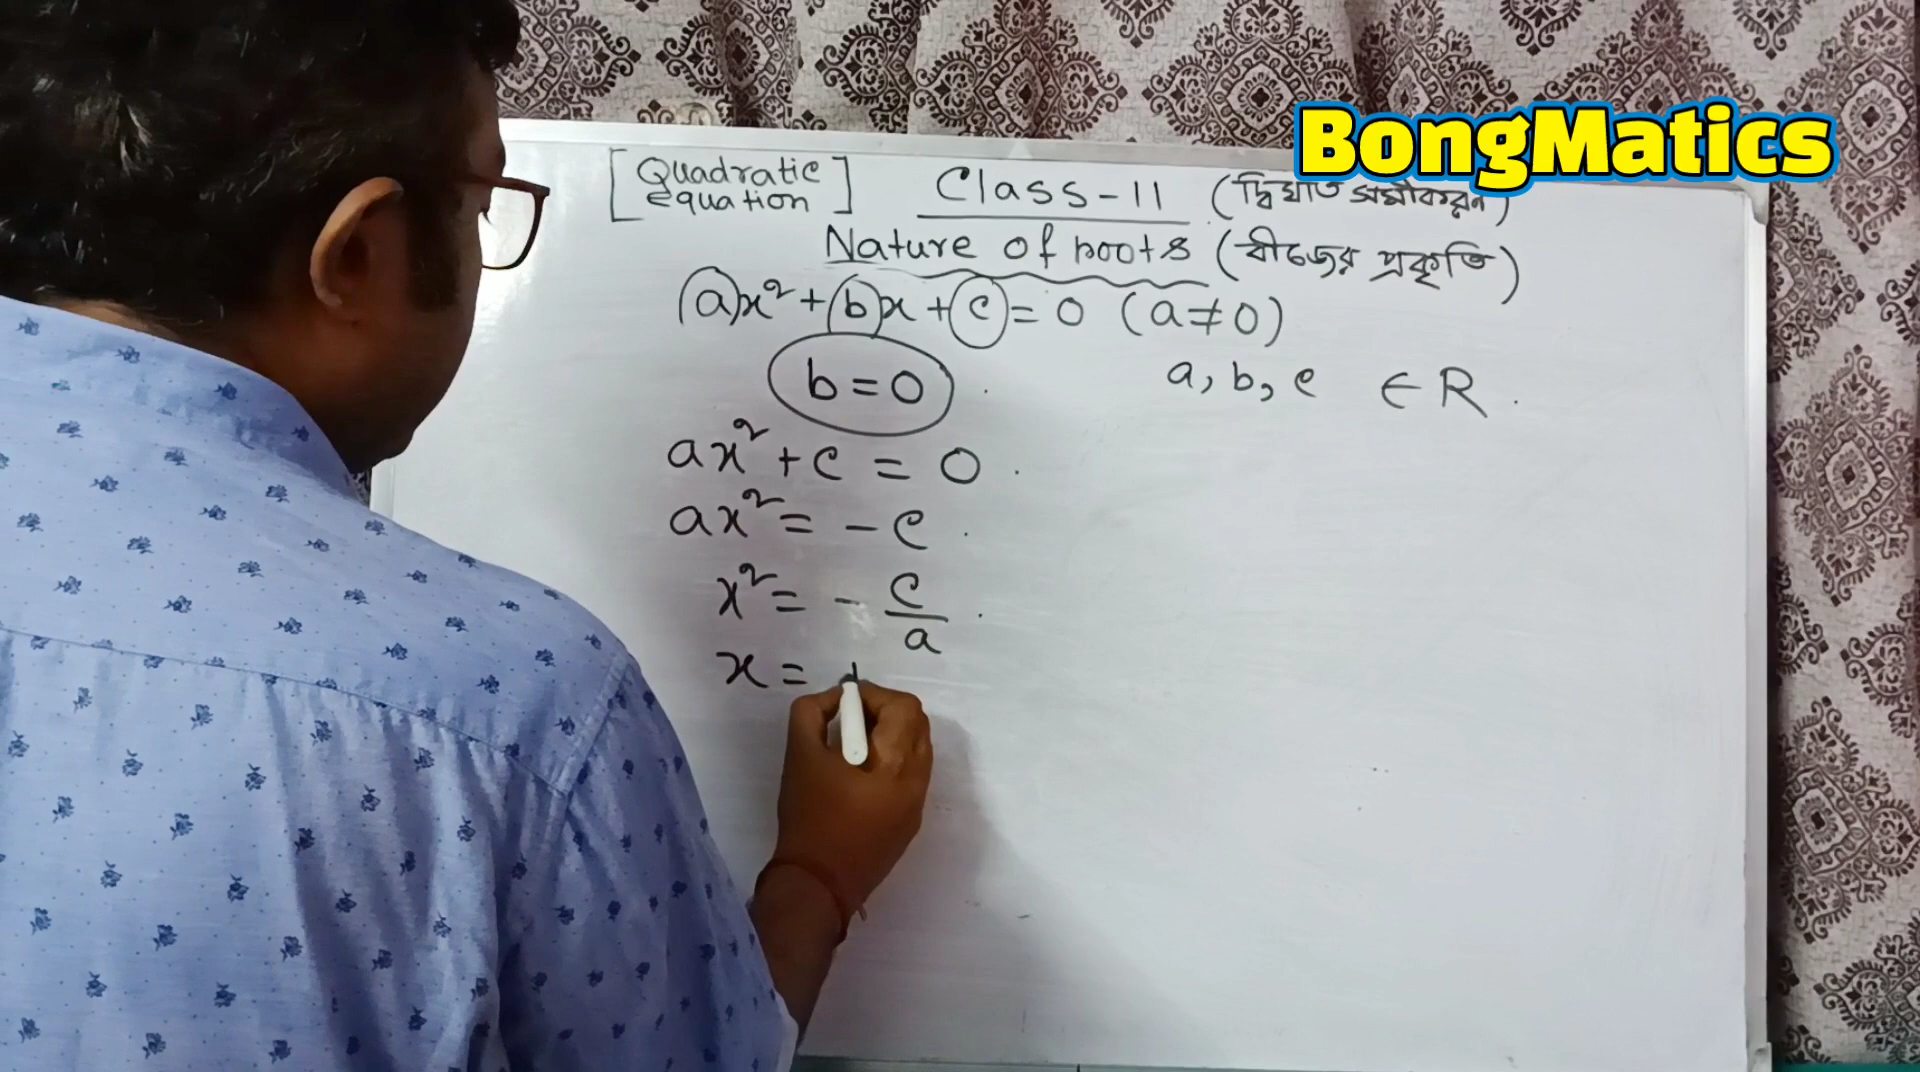 BongMatics
[Quadratic equation] Class-11 (দ্বিঘাত সমীকরন)
Nature of roots (বীজের প্রকৃতি)
ax² + bx + c = 0 (a ≠ 0)
b = 0 a, b, c ∈ R.
ax² + c = 0.
ax² = - c.
x² = - c/a.
x =